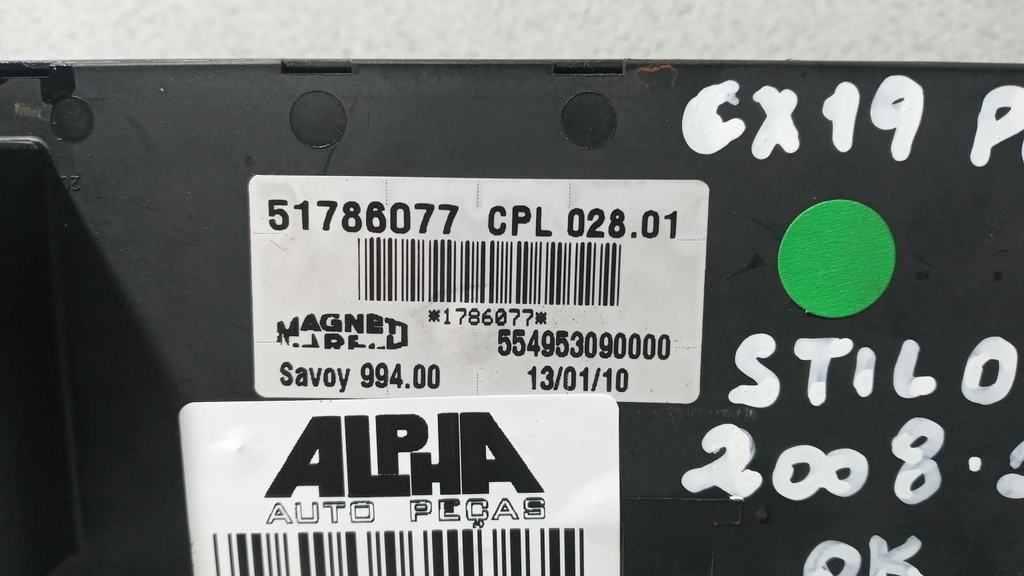 CX19
51786077 CPL 028.01
*1786077*
MAGNETI
MARELLI
554953090000
Savoy 994.00
13/01/10
STILO
2008.
OK
ALPHA
AUTO PEÇAS